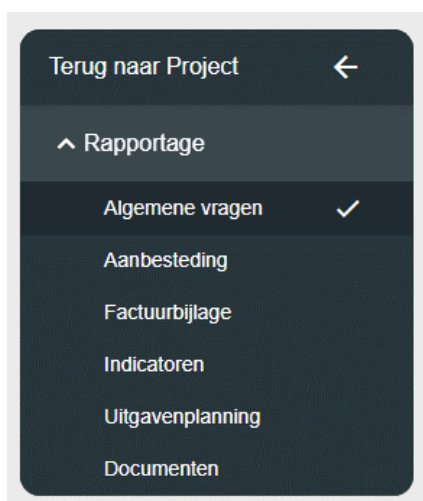 Terug naar Project
Rapportage
Algemene vragen
Aanbesteding
Factuurbijlage
Indicatoren
Uitgavenplanning
Documenten